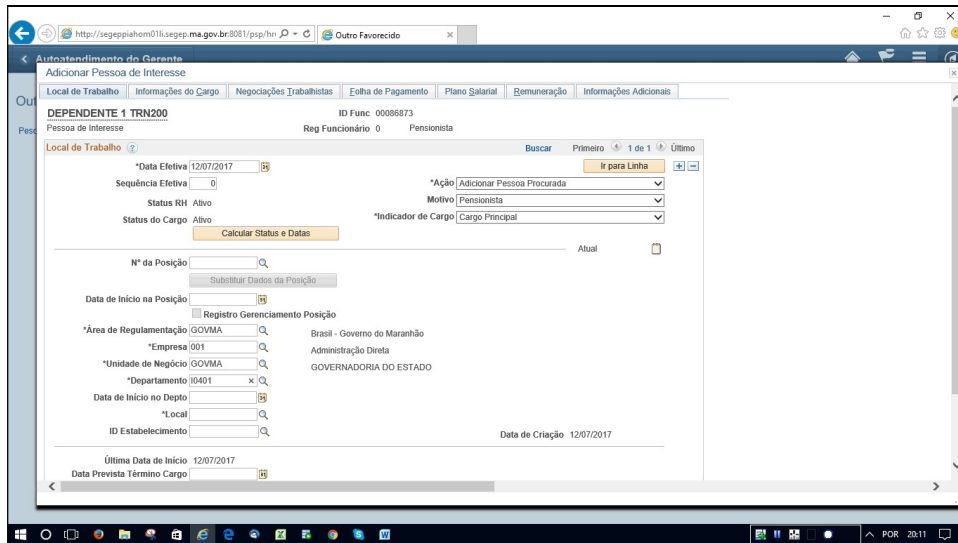 http://segeppiahom01li.segep.ma.gov.br:8081/psp/hr Outro Favorecido
Autoatendimento do Gerente
Adicionar Pessoa de Interesse
Local de Trabalho Informações do Cargo Negociações Trabalhistas Folha de Pagamento Plano Salarial Remuneração Informações Adicionais
DEPENDENTE 1 TRN200 ID Func 00086873
Pessoa de Interesse Reg Funcionário 0 Pensionista
Local de Trabalho Buscar Primeiro 1 de 1 Último
*Data Efetiva 12/07/2017 Ir para Linha
Sequência Efetiva 0 *Ação Adicionar Pessoa Procurada
Status RH Ativo Motivo Pensionista
Status do Cargo Ativo *Indicador de Cargo Cargo Principal
Calcular Status e Datas
Atual
Nº da Posição
Substituir Dados da Posição
Data de Início na Posição
Registro Gerenciamento Posição
*Área de Regulamentação GOVMA Brasil - Governo do Maranhão
*Empresa 001 Administração Direta
*Unidade de Negócio GOVMA GOVERNADORIA DO ESTADO
*Departamento I0401
Data de Início no Depto
*Local
ID Estabelecimento Data de Criação 12/07/2017
Última Data de Início 12/07/2017
Data Prevista Término Cargo
POR 20:11